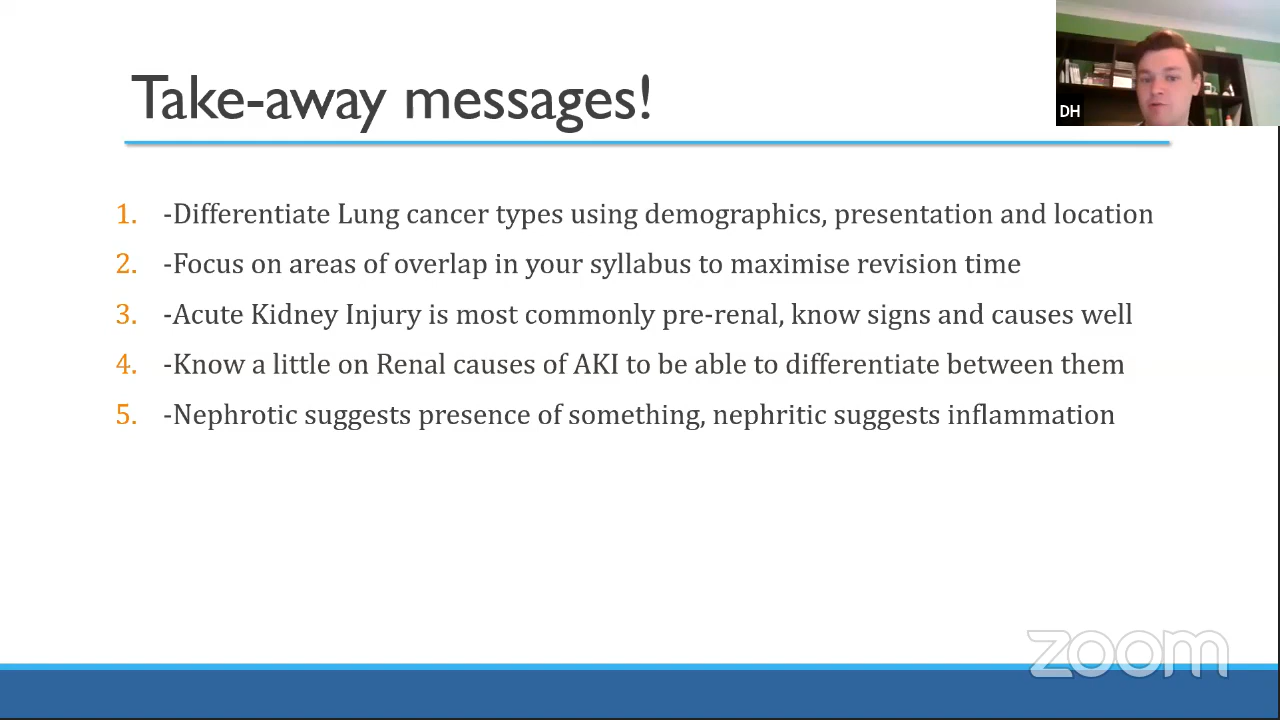 Take-away messages!
DH
1. -Differentiate Lung cancer types using demographics, presentation and location
2. -Focus on areas of overlap in your syllabus to maximise revision time
3. -Acute Kidney Injury is most commonly pre-renal, know signs and causes well
4. -Know a little on Renal causes of AKI to be able to differentiate between them
5. -Nephrotic suggests presence of something, nephritic suggests inflammation
zoom